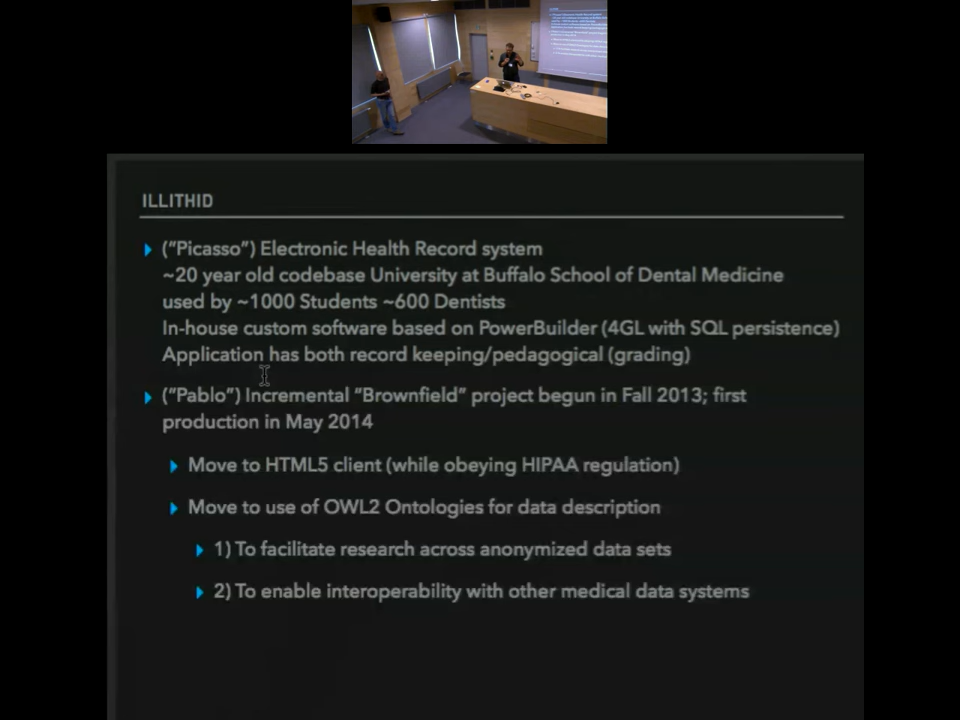 ILLITHID
("Picasso") Electronic Health Record system
~20 year old codebase University at Buffalo School of Dental Medicine
used by ~1000 Students ~600 Dentists
In-house custom software based on PowerBuilder (4GL with SQL persistence)
Application has both record keeping/pedagogical (grading)
("Pablo") Incremental "Brownfield" project begun in Fall 2013; first
production in May 2014
Move to HTML5 client (while obeying HIPAA regulation)
Move to use of OWL2 Ontologies for data description
1) To facilitate research across anonymized data sets
2) To enable interoperability with other medical data systems